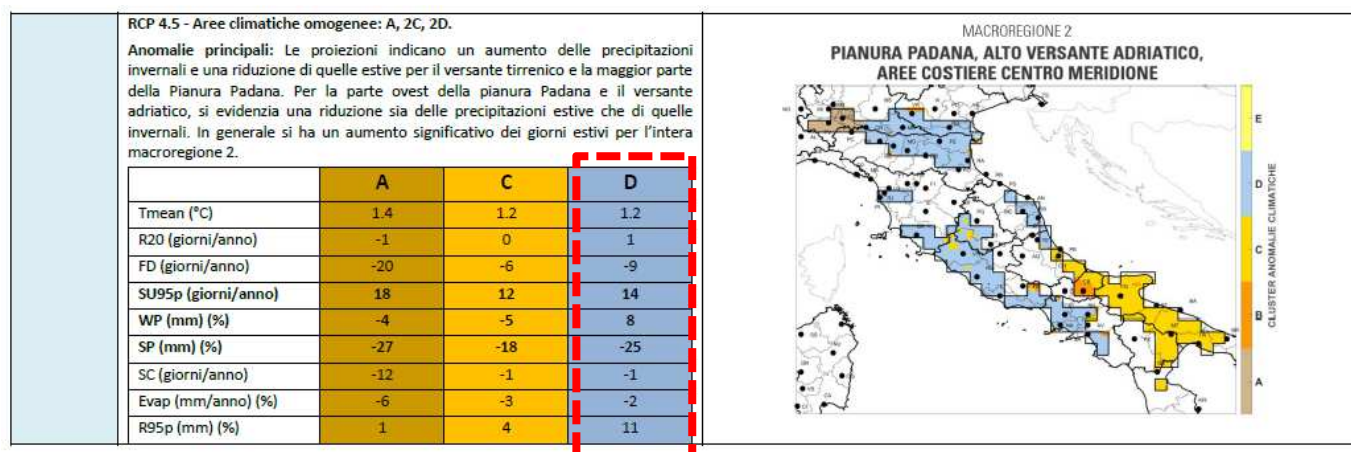 RCP 4.5 - Aree climatiche omogenee: A, 2C, 2D.
Anomalie principali: Le proiezioni indicano un aumento delle precipitazioni
invernali e una riduzione di quelle estive per il versante tirrenico e la maggior parte
della Pianura Padana. Per la parte ovest della pianura Padana e il versante
adriatico, si evidenzia una riduzione sia delle precipitazioni estive che di quelle
invernali. In generale si ha un aumento significativo dei giorni estivi per l'intera
macroregione 2.
A C D
Tmean (°C) 1.4 1.2 1.2
R20 (giorni/anno) -1 0 1
FD (giorni/anno) -20 -6 -9
SU95p (giorni/anno) 18 12 14
WP (mm) (%) -4 -5 8
SP (mm) (%) -27 -18 -25
SC (giorni/anno) -12 -1 -1
Evap (mm/anno) (%) -6 -3 -2
R95p (mm) (%) 1 4 11
MACROREGIONE 2
PIANURA PADANA, ALTO VERSANTE ADRIATICO,
AREE COSTIERE CENTRO MERIDIONE
E
D
C
B
A
CLUSTER ANOMALIE CLIMATICHE